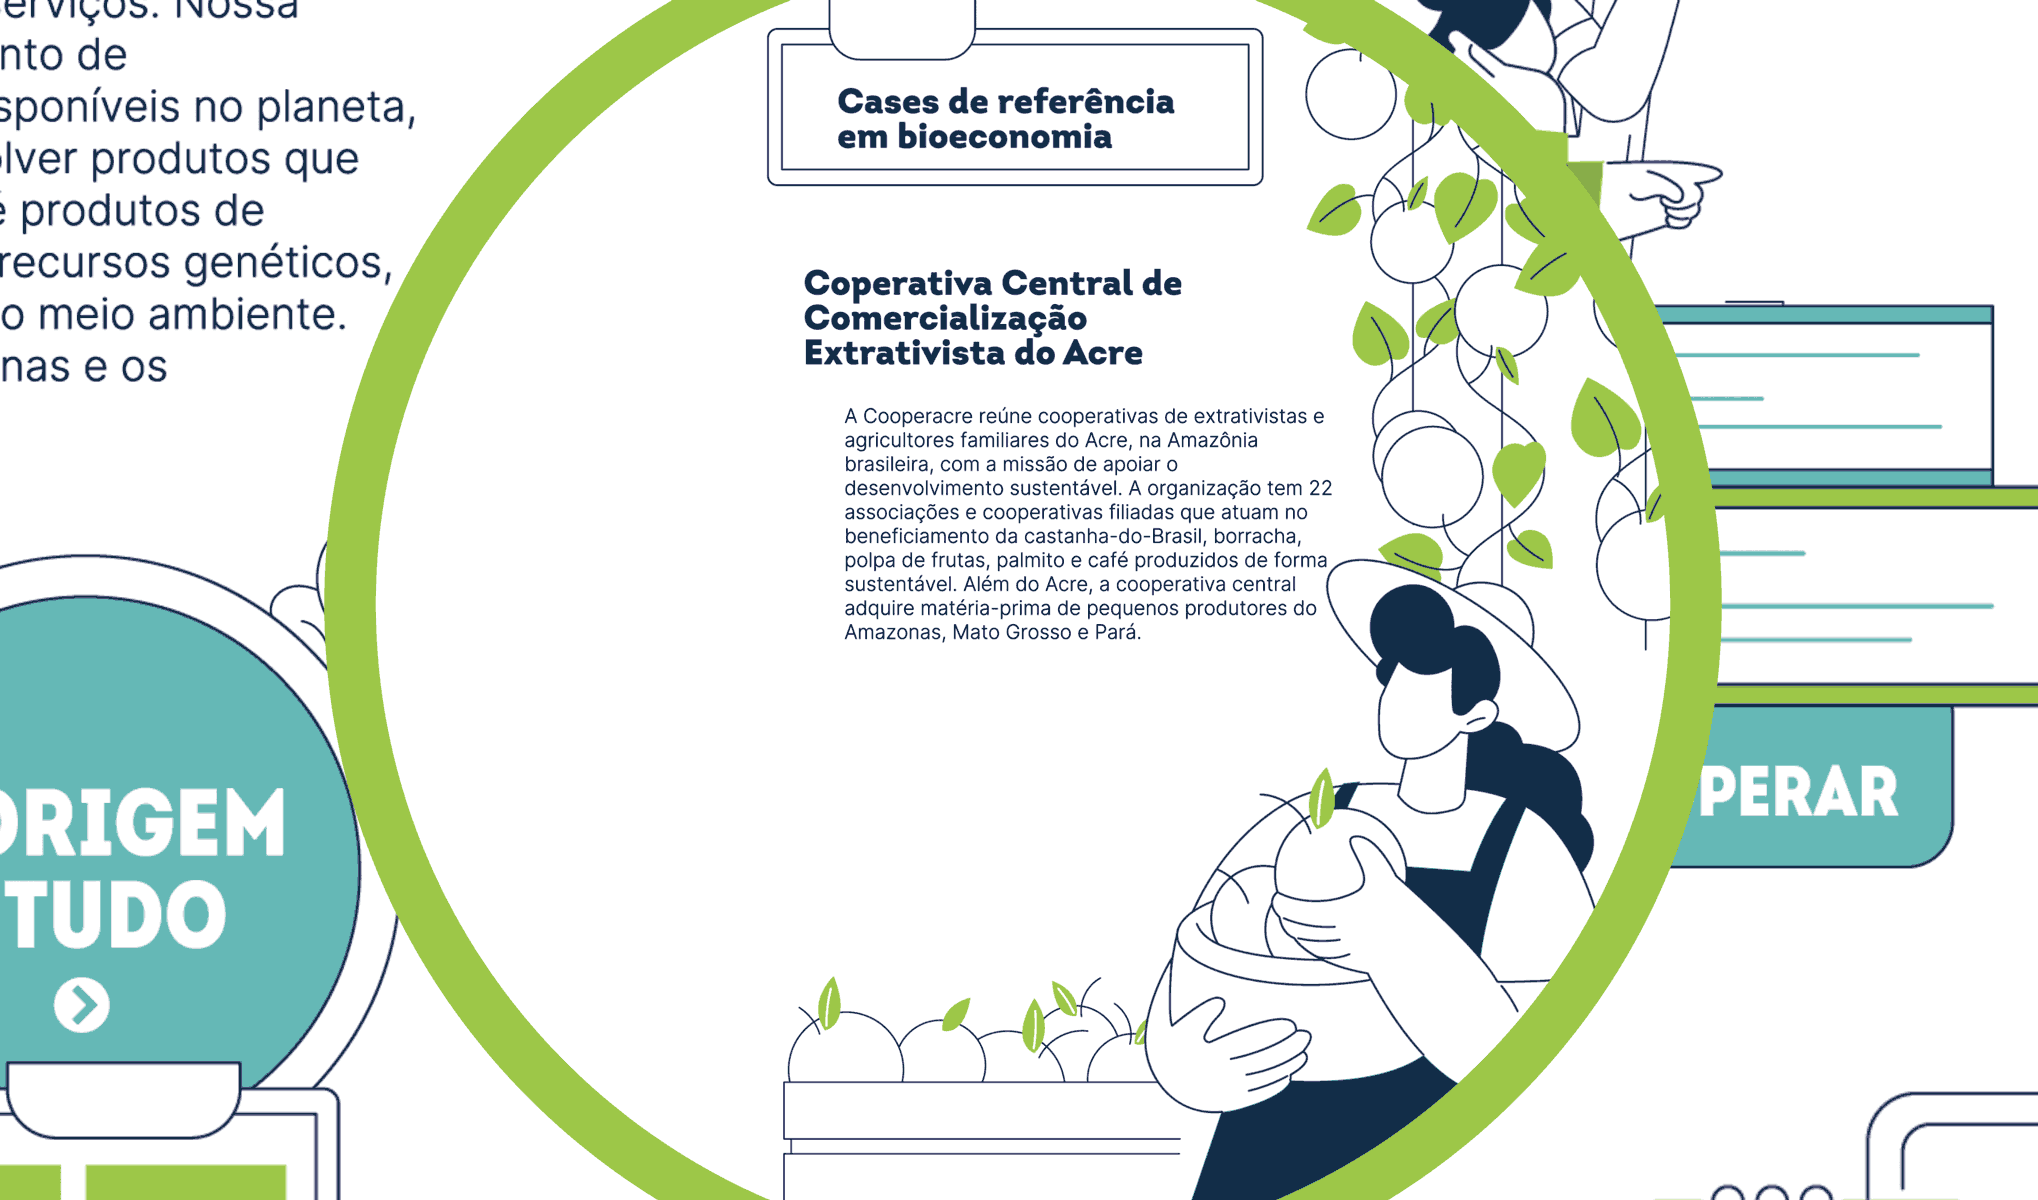 serviços. Nossa
nto de
sponíveis no planeta,
lver produtos que
é produtos de
recursos genéticos,
o meio ambiente.
nas e os
Cases de referência
em bioeconomia
Coperativa Central de
Comercialização
Extrativista do Acre
A Cooperacre reúne cooperativas de extrativistas e
agricultores familiares do Acre, na Amazônia
brasileira, com a missão de apoiar o
desenvolvimento sustentável. A organização tem 22
associações e cooperativas filiadas que atuam no
beneficiamento da castanha-do-Brasil, borracha,
polpa de frutas, palmito e café produzidos de forma
sustentável. Além do Acre, a cooperativa central
adquire matéria-prima de pequenos produtores do
Amazonas, Mato Grosso e Pará.
ORIGEM
TUDO
PERAR